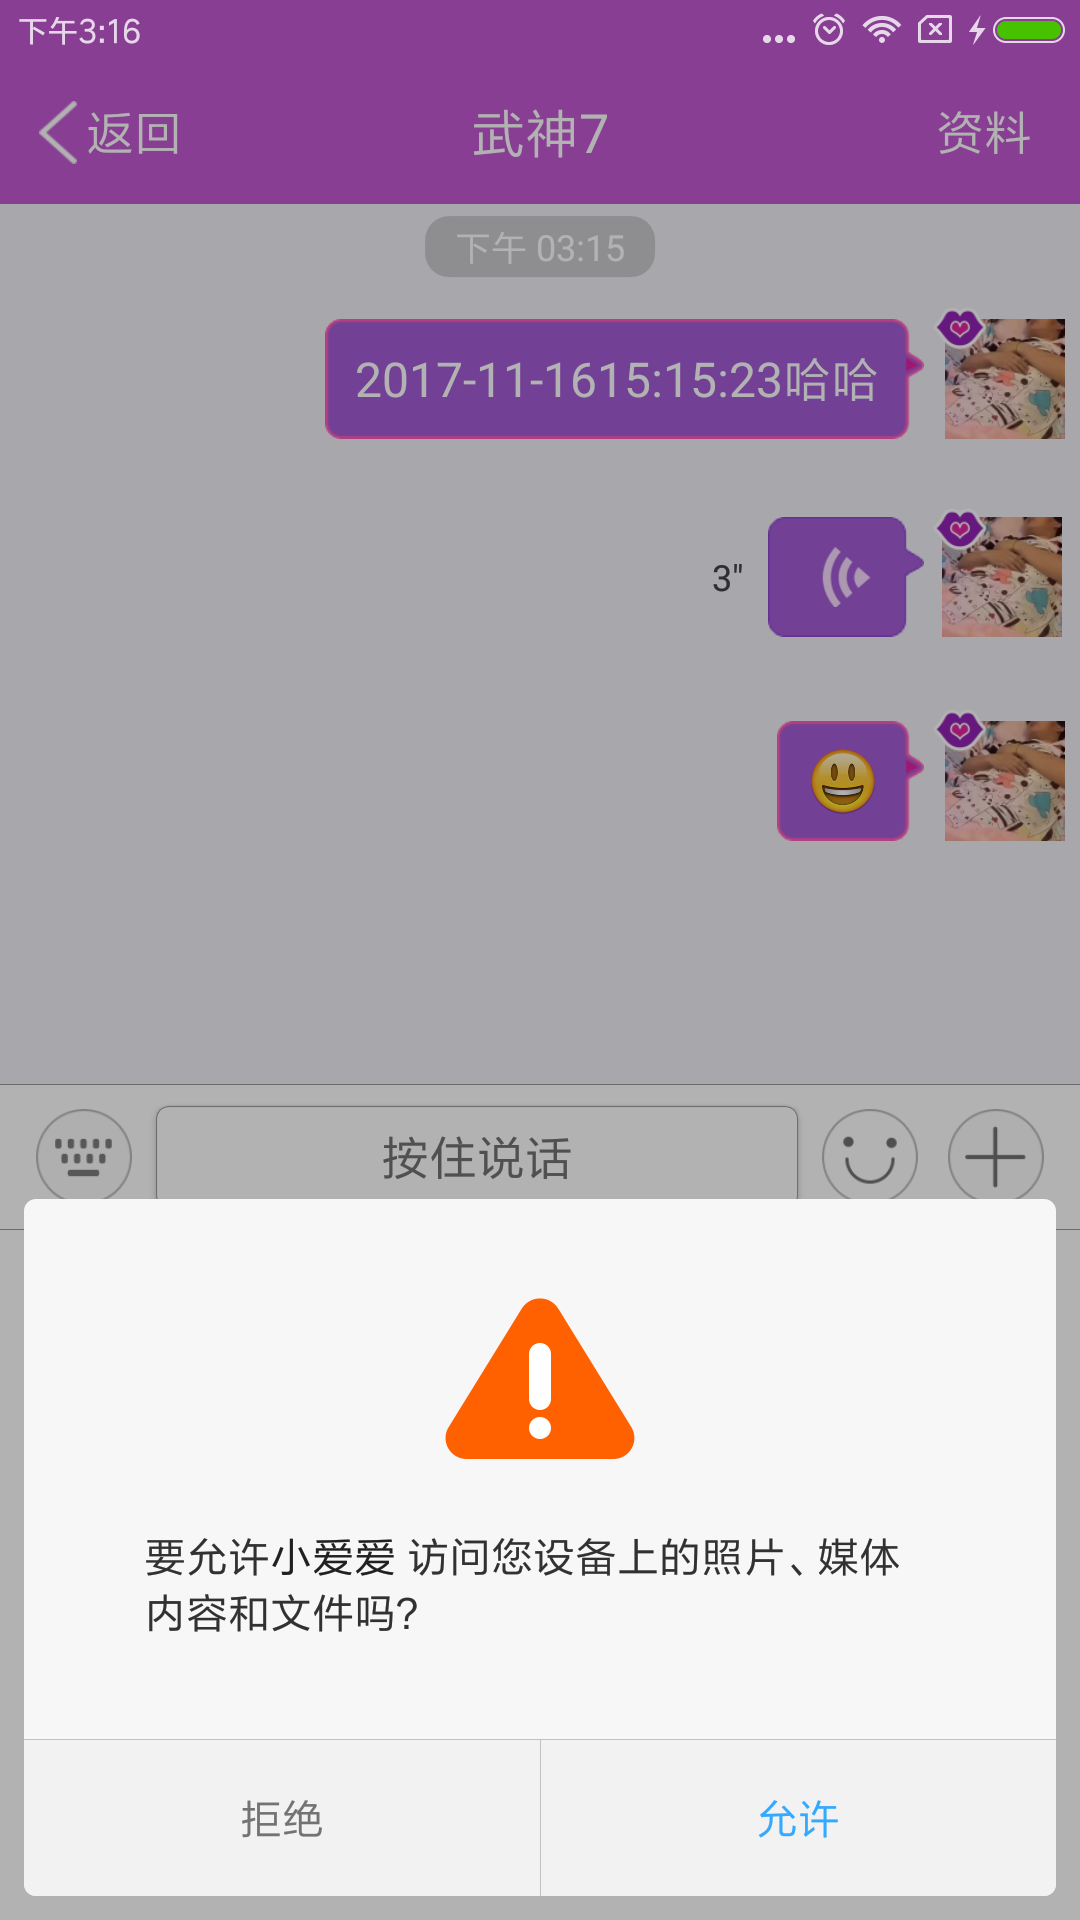 下午3:16
返回
武神7
资料
下午 03:15
2017-11-1615:15:23哈哈
3"
按住说话
要允许小爱爱 访问您设备上的照片、媒体
内容和文件吗?
拒绝
允许